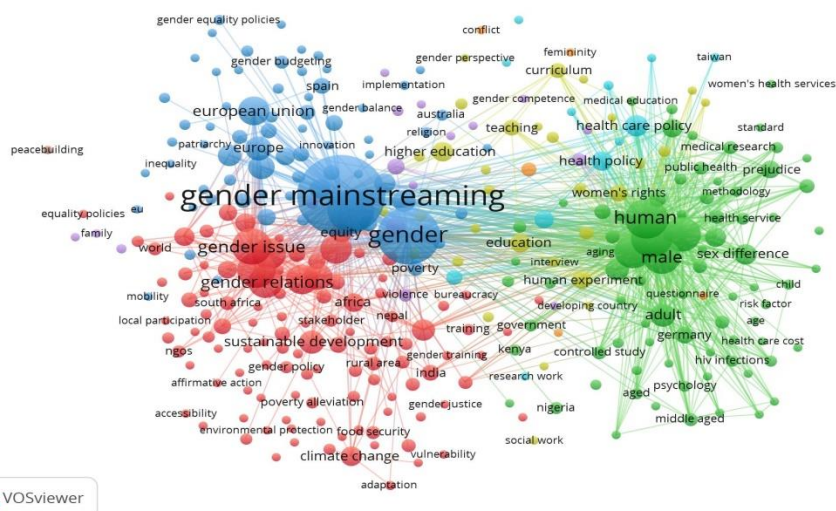 gender equality policies
conflict
gender budgeting
gender perspective
femininity
taiwan
curriculum
spain
implementation
women's health services
european union
gender balance
australia
gender competence
medical education
religion
teaching
health care policy
standard
patriarchy
europe
innovation
higher education
medical research
peacebuilding
inequality
health policy
public health
prejudice
gender mainstreaming
women's rights
methodology
equality policies
eu
human
health service
family
equity
gender
world
gender issue
education
aging
male
sex difference
poverty
interview
gender relations
human experiment
child
mobility
south africa
africa
violence
bureaucracy
questionnaire
developing country
risk factor
local participation
stakeholder
nepal
adult
age
training
government
sustainable development
germany
health care cost
ngos
gender training
kenya
controlled study
rural area
hiv infections
gender policy
india
affirmative action
research work
psychology
aged
poverty alleviation
gender justice
nigeria
accessibility
middle aged
environmental protection
food security
social work
climate change
vulnerability
adaptation
VOSviewer